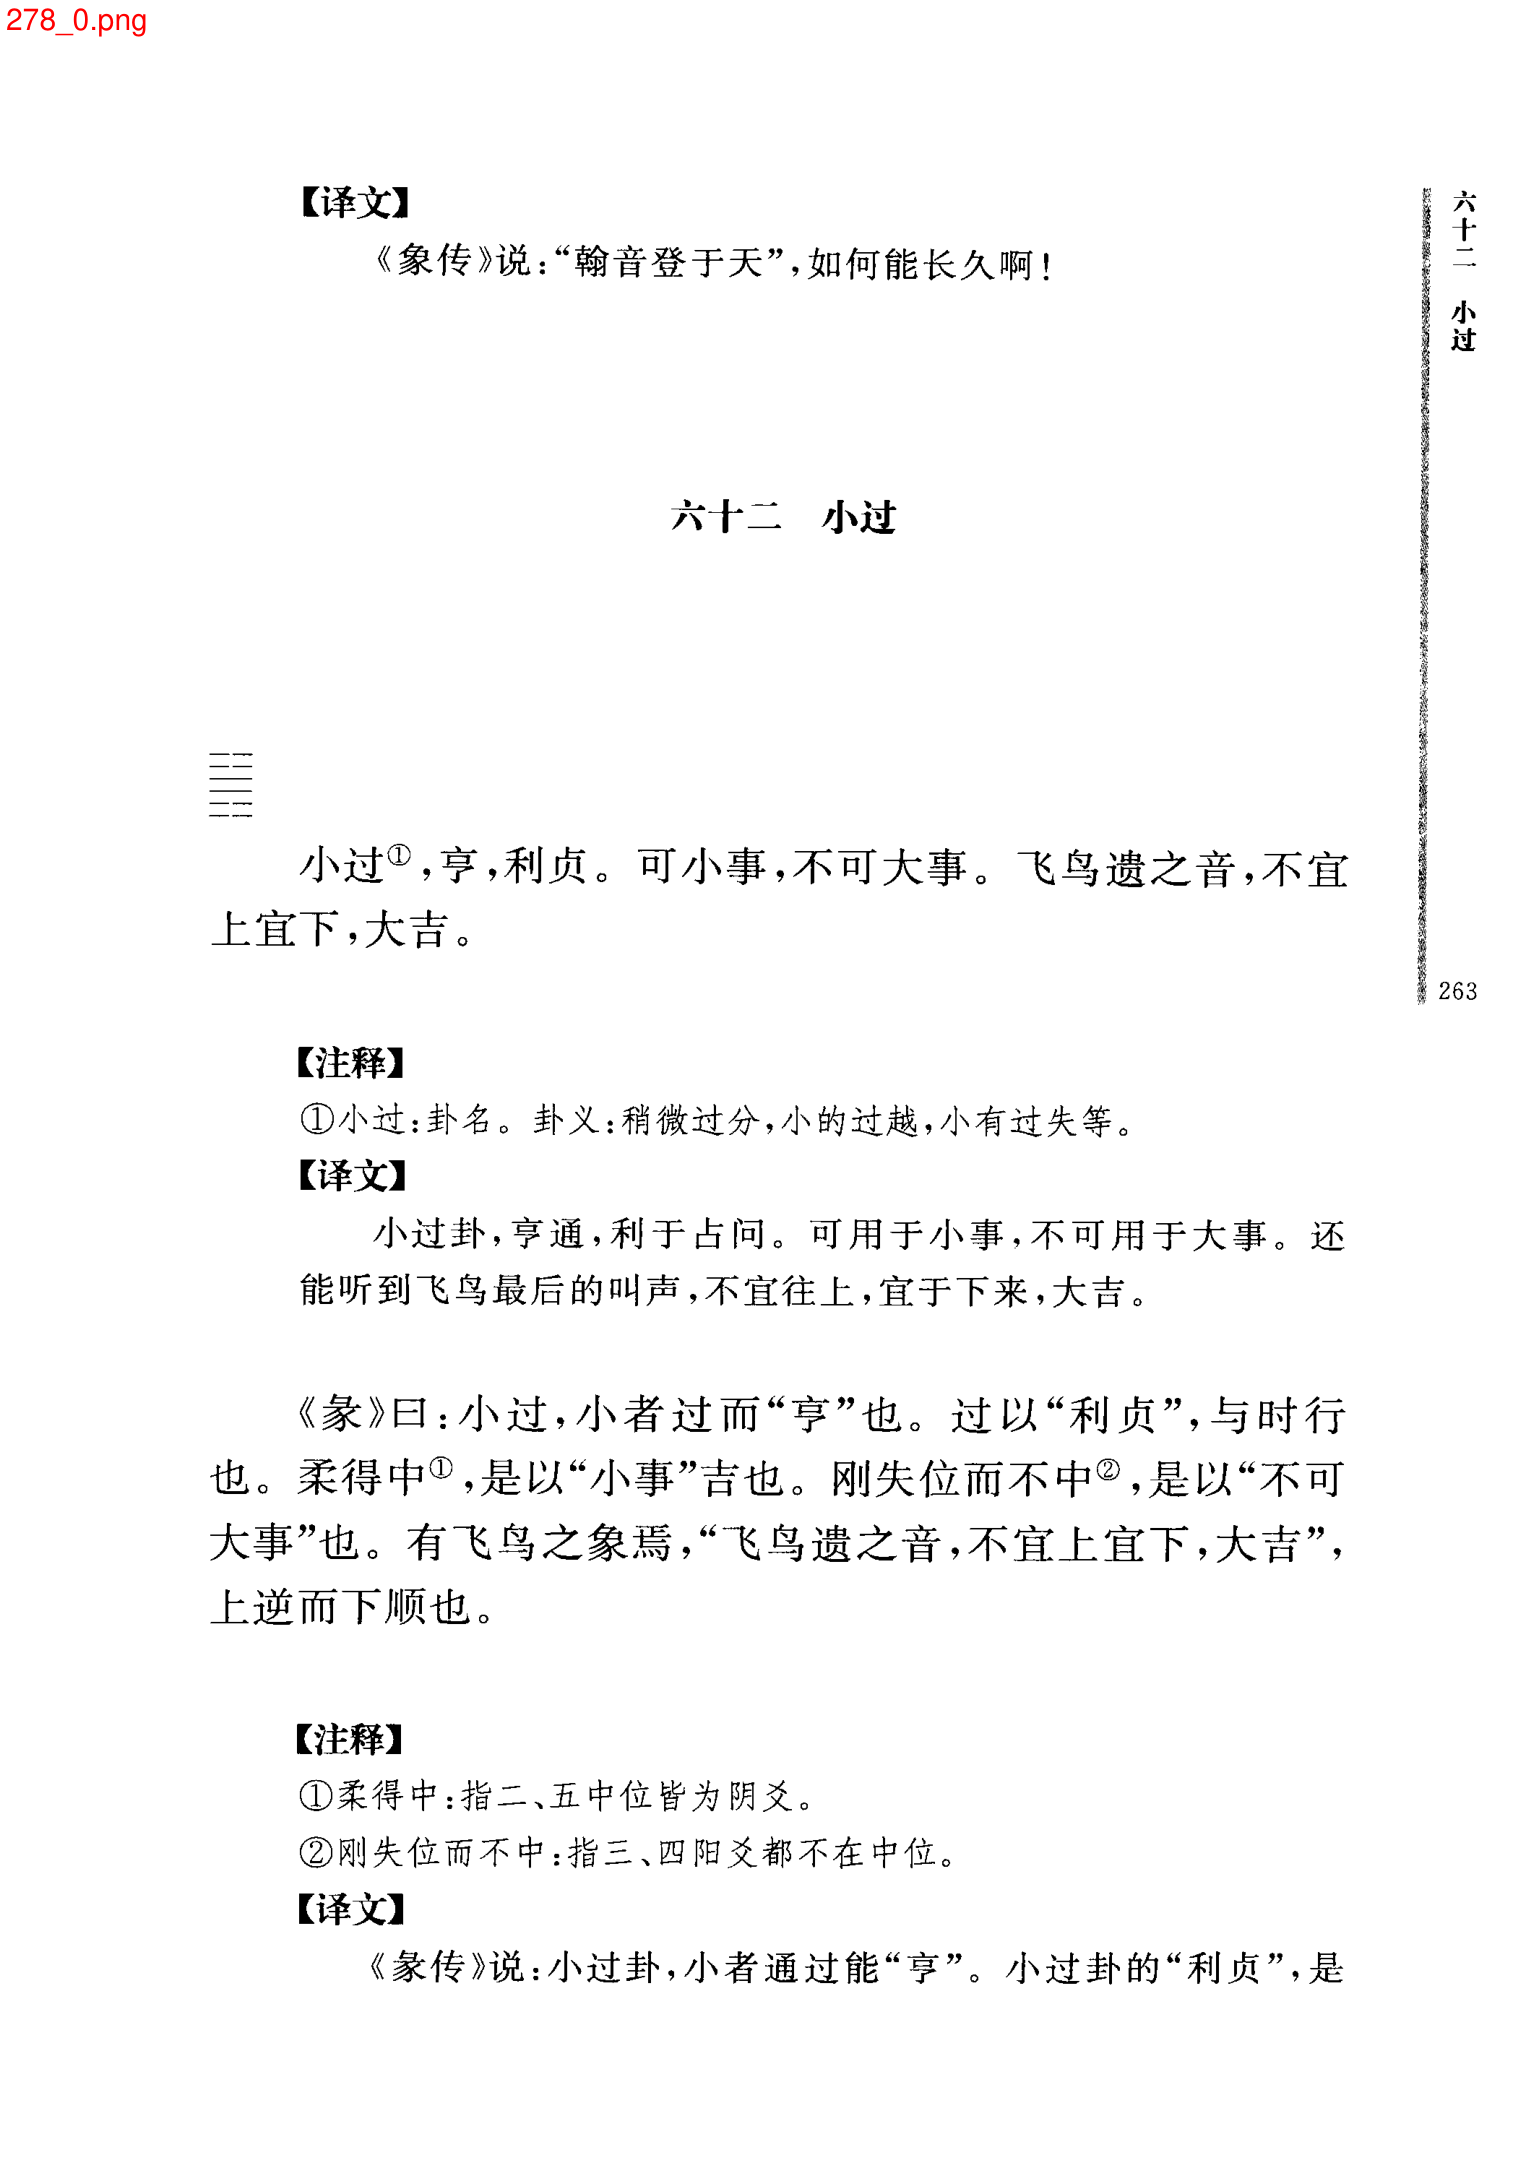 278_0.png
【译文】
《象传》说:“翰音登于天”,如何能长久啊!
六十二 小过
六十二 小过
小过①,亨,利贞。可小事,不可大事。飞鸟遗之音,不宜
上宜下,大吉。
263
【注释】
①小过:卦名。卦义:稍微过分,小的过越,小有过失等。
【译文】
小过卦,亨通,利于占问。可用于小事,不可用于大事。还
能听到飞鸟最后的叫声,不宜往上,宜于下来,大吉。
《彖》曰:小过,小者过而“亨”也。过以“利贞”,与时行
也。柔得中①,是以“小事”吉也。刚失位而不中②,是以“不可
大事”也。有飞鸟之象焉,“飞鸟遗之音,不宜上宜下,大吉”,
上逆而下顺也。
【注释】
①柔得中:指二、五中位皆为阴爻。
②刚失位而不中:指三、四阳爻都不在中位。
【译文】
《彖传》说:小过卦,小者通过能“亨”。小过卦的“利贞”,是